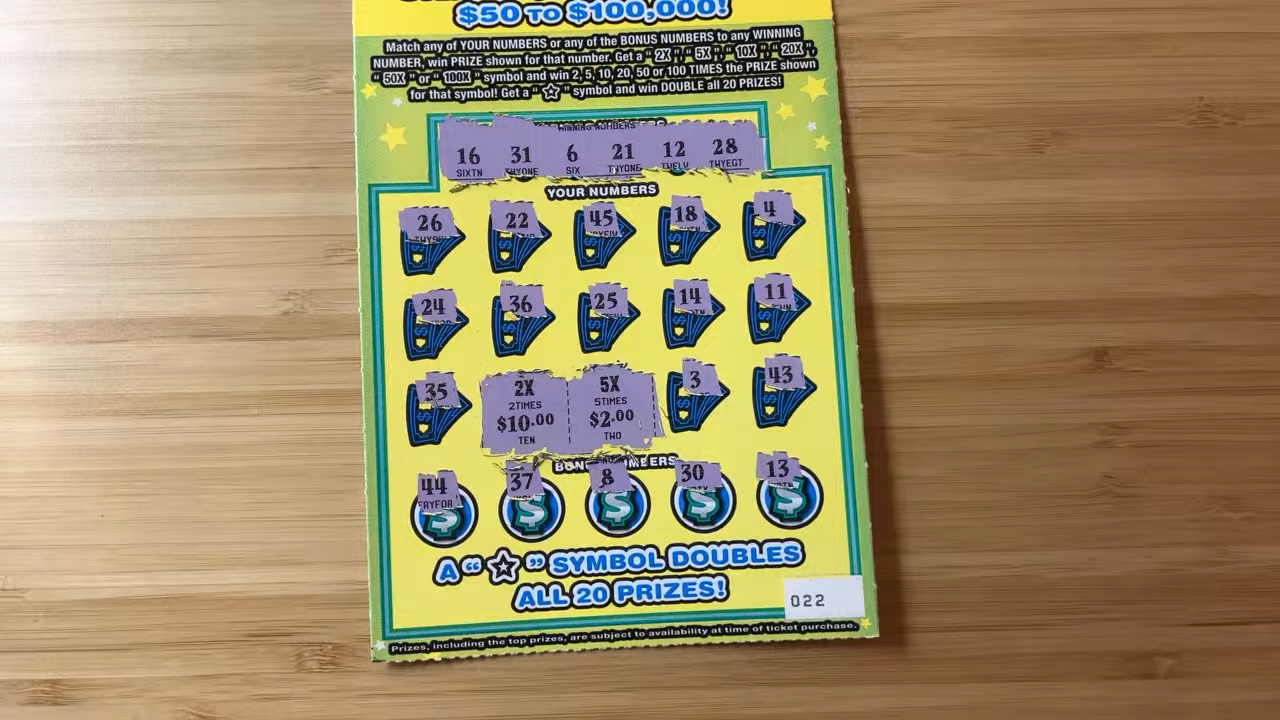 $50 TO $100,000!
Match any of YOUR NUMBERS or any of the BONUS NUMBERS to any WINNING
NUMBER, win PRIZE shown for that number. Get a "2X", "5X", "10X", "20X",
"50X" or "100X" symbol and win 2, 5, 10, 20, 50 or 100 TIMES the PRIZE shown
for that symbol! Get a "☆" symbol and win DOUBLE all 20 PRIZES!
WINNING NUMBERS
16 31 6 21 12 28
SIXTN THYONE SIX TWYONE TWELV TWYEGT
YOUR NUMBERS
26 22 45 18 4
24 36 25 14 11
35 2X 5X 3 43
2TIMES 5TIMES
$10.00 $2.00
TEN TWO
BONUS NUMBERS
44 37 8 30 13
FRYFOR
A "☆" SYMBOL DOUBLES
ALL 20 PRIZES!
022
Prizes, including the top prizes, are subject to availability at time of ticket purchase.